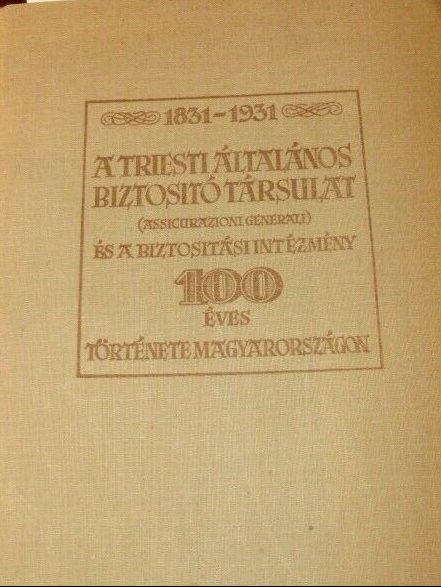 1831-1931
A TRIESTI ÁLTALÁNOS
BIZTOSITÓ TÁRSULAT
(ASSICURAZIONI GENERALI)
ÉS A BIZTOSITÁSI INTÉZMÉNY
100
ÉVES
TÖRTÉNETE MAGYARORSZÁGON